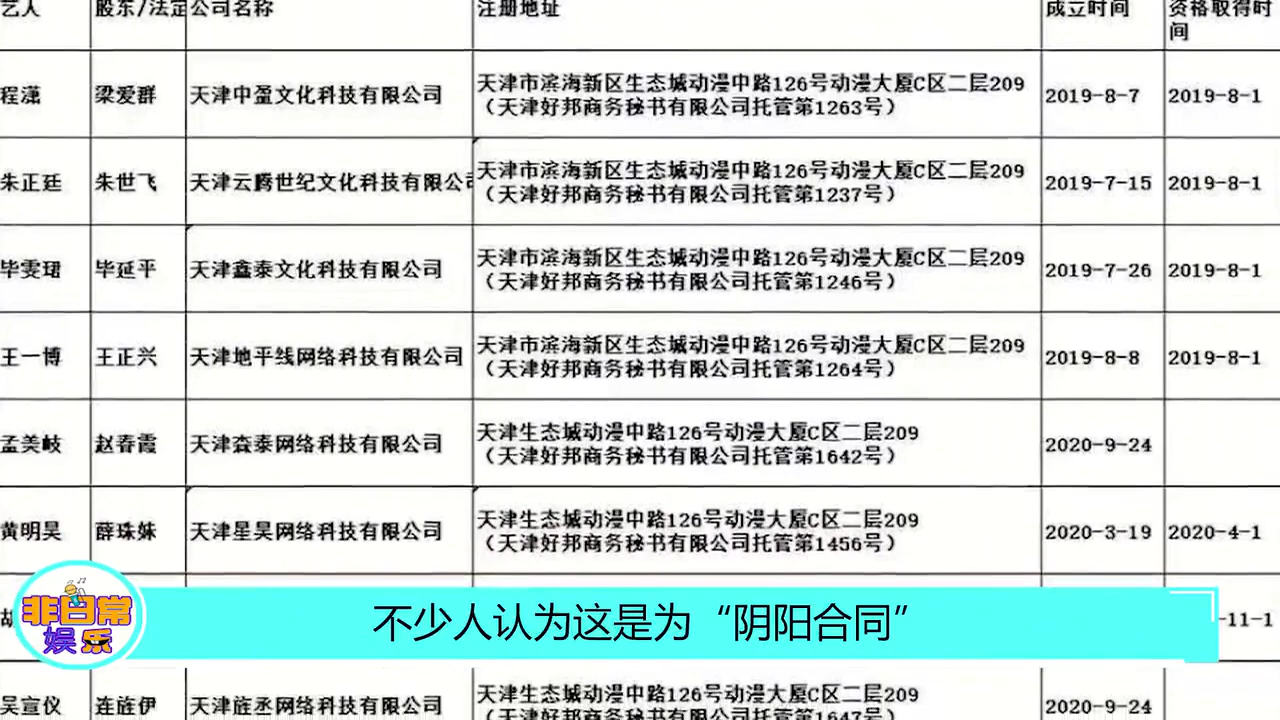 艺人 股东/法定 公司名称 注册地址 成立时间 资格取得时
间
程潇 梁爱群 天津中盈文化科技有限公司 天津市滨海新区生态城动漫中路126号动漫大厦C区二层209
（天津好邦商务秘书有限公司托管第1263号） 2019-8-7 2019-8-1
朱正廷 朱世飞 天津云腾世纪文化科技有限公司 天津市滨海新区生态城动漫中路126号动漫大厦C区二层209
（天津好邦商务秘书有限公司托管第1237号） 2019-7-15 2019-8-1
毕雯珺 毕延平 天津鑫泰文化科技有限公司 天津市滨海新区生态城动漫中路126号动漫大厦C区二层209
（天津好邦商务秘书有限公司托管第1246号） 2019-7-26 2019-8-1
王一博 王正兴 天津地平线网络科技有限公司 天津市滨海新区生态城动漫中路126号动漫大厦C区二层209
（天津好邦商务秘书有限公司托管第1264号） 2019-8-8 2019-8-1
孟美岐 赵春霞 天津森泰网络科技有限公司 天津生态城动漫中路126号动漫大厦C区二层209
（天津好邦商务秘书有限公司托管第1642号） 2020-9-24
黄明昊 薛珠妹 天津星昊网络科技有限公司 天津生态城动漫中路126号动漫大厦C区二层209
（天津好邦商务秘书有限公司托管第1456号） 2020-3-19 2020-4-1
胡 -11-1
非日常
娱乐
不少人认为这是为“阴阳合同”
吴宣仪 连旌伊 天津旌丞网络科技有限公司 天津生态城动漫中路126号动漫大厦C区二层209
（天津好邦商务秘书有限公司托管第1647号） 2020-9-24